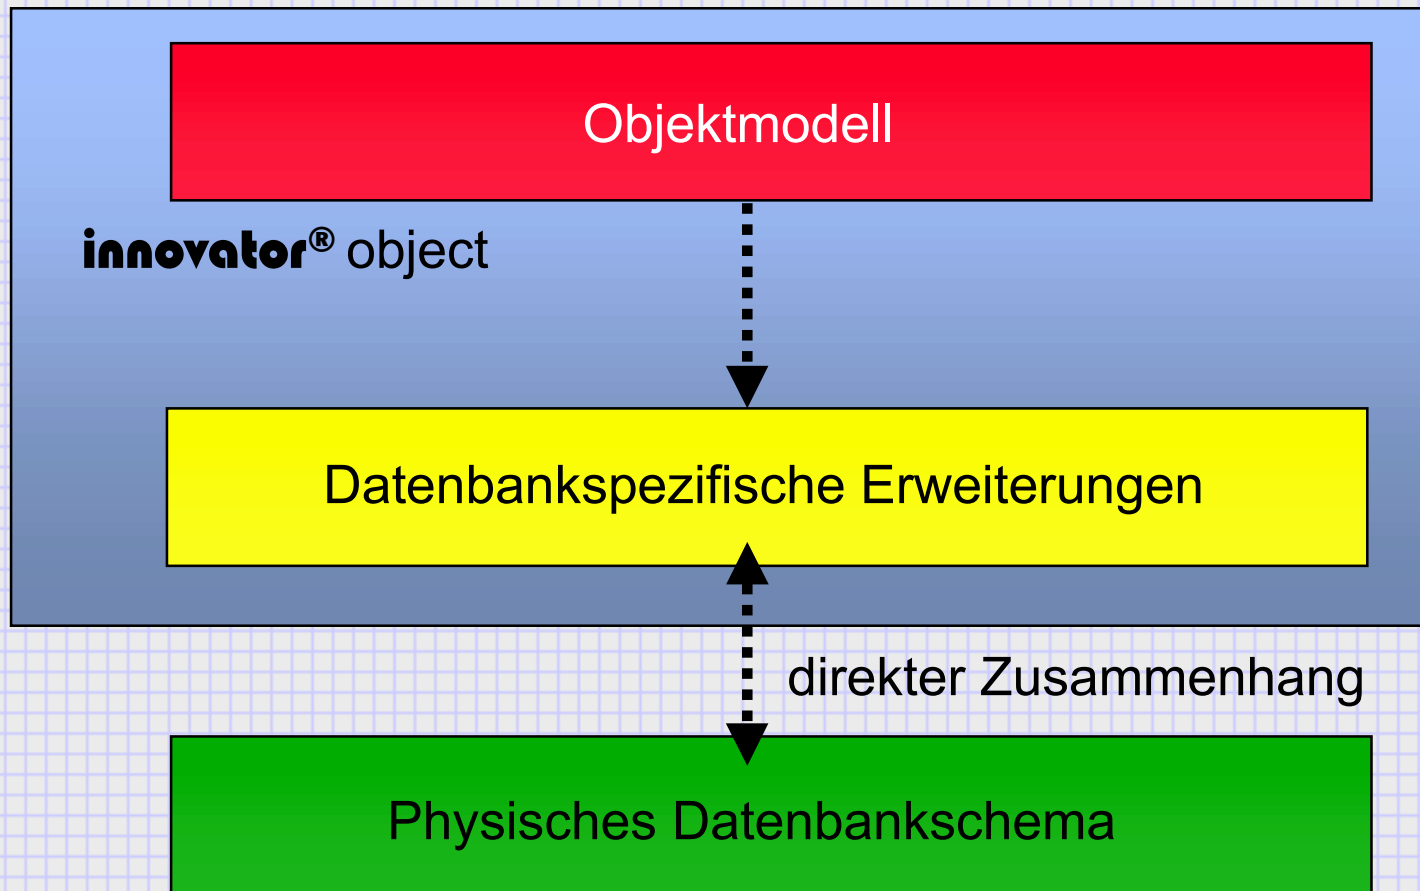 Objektmodell
innovator® object
Datenbankspezifische Erweiterungen
direkter Zusammenhang
Physisches Datenbankschema